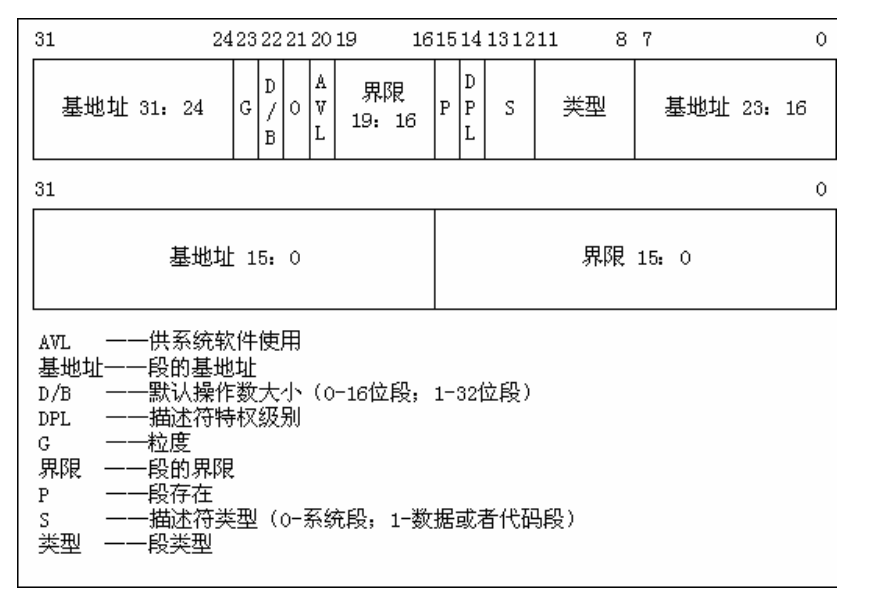 31 24 23 22 21 20 19 16 15 14 13 12 11 8 7 0
基地址 31：24 G D/B 0 AVL 界限 19：16 P DPL S 类型 基地址 23：16
31 0
基地址 15：0 界限 15：0
AVL ——供系统软件使用
基地址——段的基地址
D/B ——默认操作数大小（0-16位段；1-32位段）
DPL ——描述符特权级别
G ——粒度
界限 ——段的界限
P ——段存在
S ——描述符类型（0-系统段；1-数据或者代码段）
类型 ——段类型